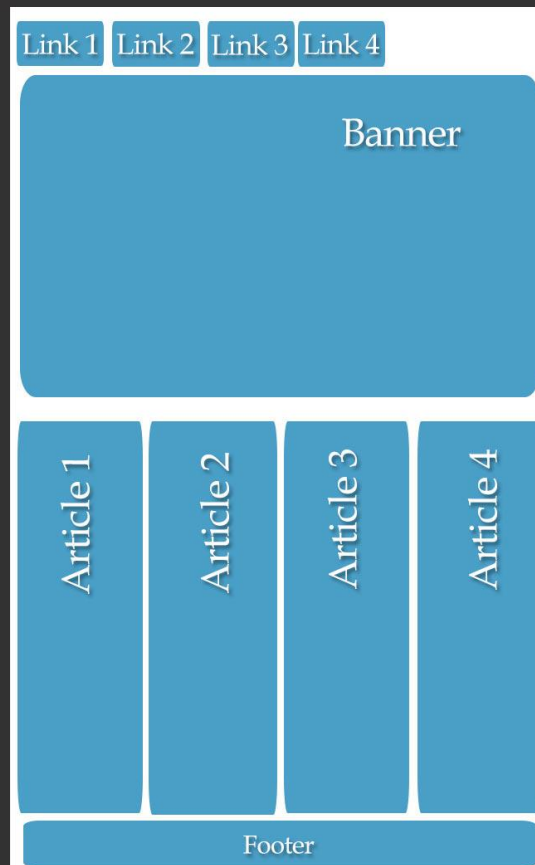 Link 1
Link 2
Link 3
Link 4
Banner
Article 1
Article 2
Article 3
Article 4
Footer